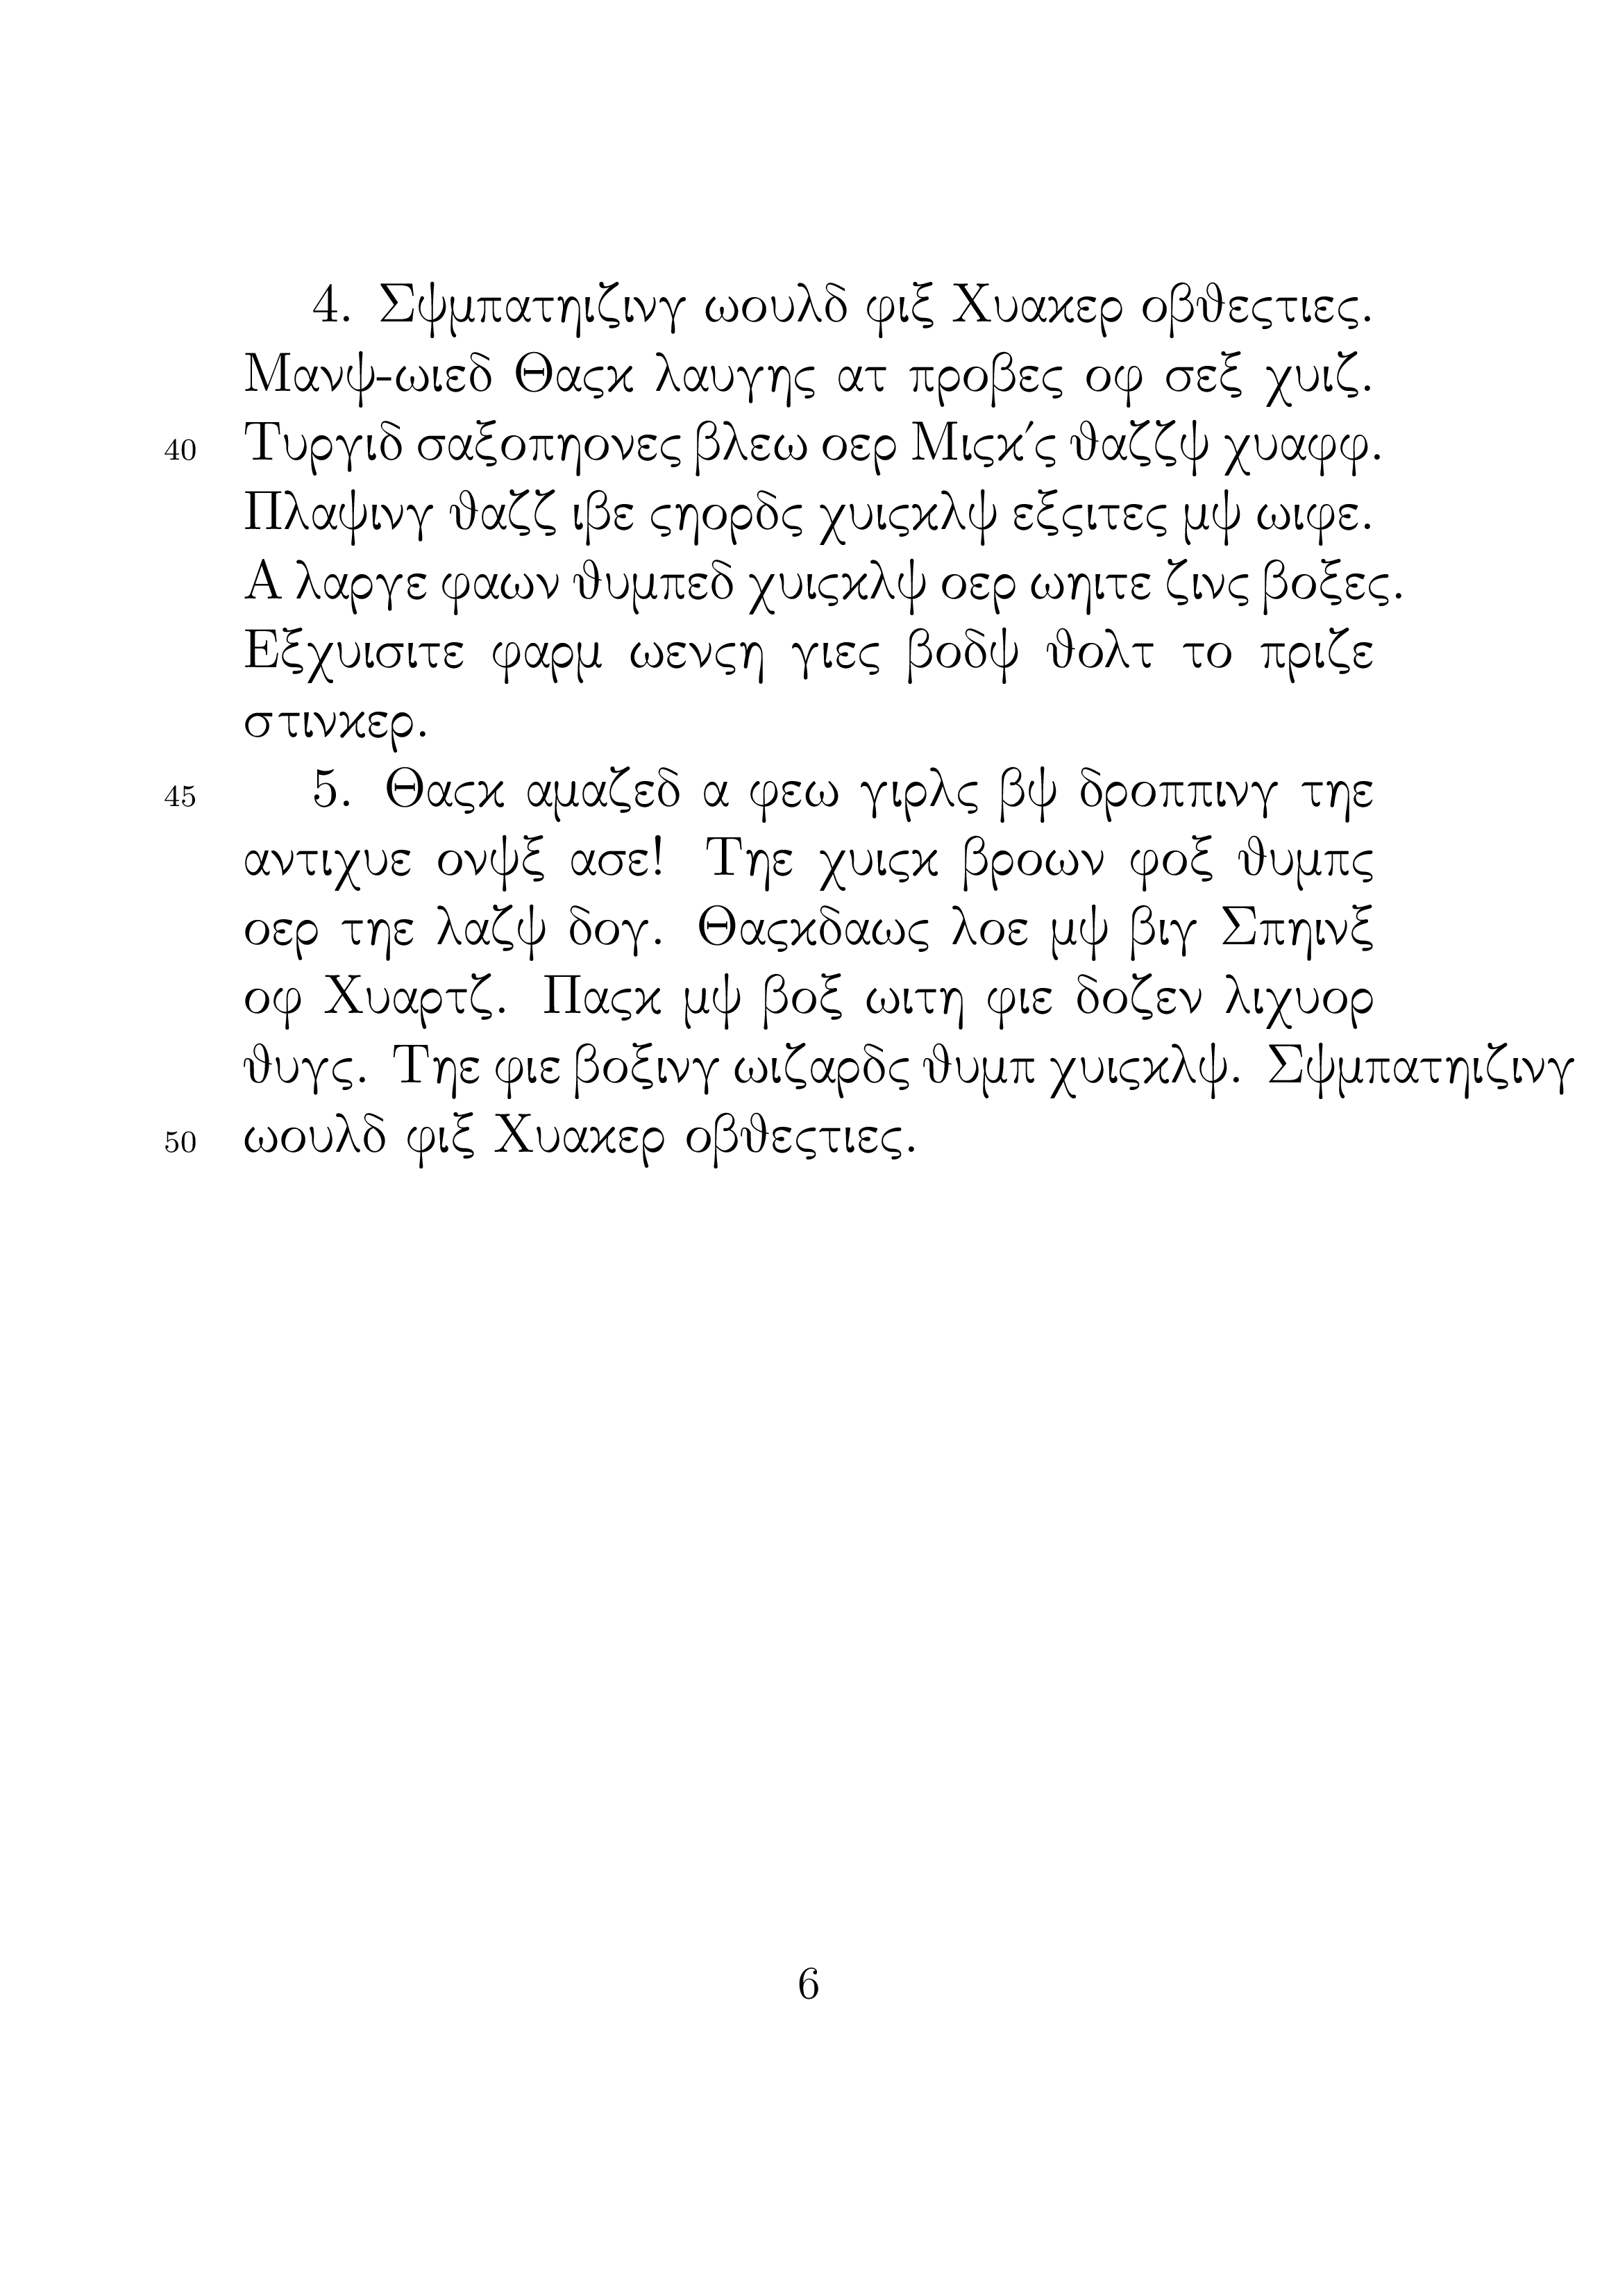 4. Σψμπατηιζινγ ωουλδ φιξ Χυακερ οβϑεςτιες.
Μανψ-ωιεδ Θαςκ λαυγης ατ προβες οφ σεξ χυιζ.
40 Τυργιδ σαξοπηονες βλεω οερ Μιςκ′ς ϑαζζψ χυαφφ.
Πλαψινγ ϑαζζ ιβε ςηορδς χυιςκλψ εξςιτες μψ ωιφε.
Α λαργε φαων ϑυμπεδ χυιςκλψ οερ ωηιτε ζινς βοξες.
Εξχυισιτε φαρμ ωενςη γιες βοδψ ϑολτ το πριζε
στινκερ.
45 5. Θαςκ αμαζεδ α φεω γιρλς βψ δροππινγ τηε
αντιχυε ονψξ ασε! Τηε χυιςκ βροων φοξ ϑυμπς
οερ τηε λαζψ δογ. Θαςκδαως λοε μψ βιγ Σπηινξ
οφ Χυαρτζ. Παςκ μψ βοξ ωιτη φιε δοζεν λιχυορ
ϑυγς. Τηε φιε βοξινγ ωιζαρδς ϑυμπ χυιςκλψ. Σψμπατηιζινγ
50 ωουλδ φιξ Χυακερ οβϑεςτιες.
6